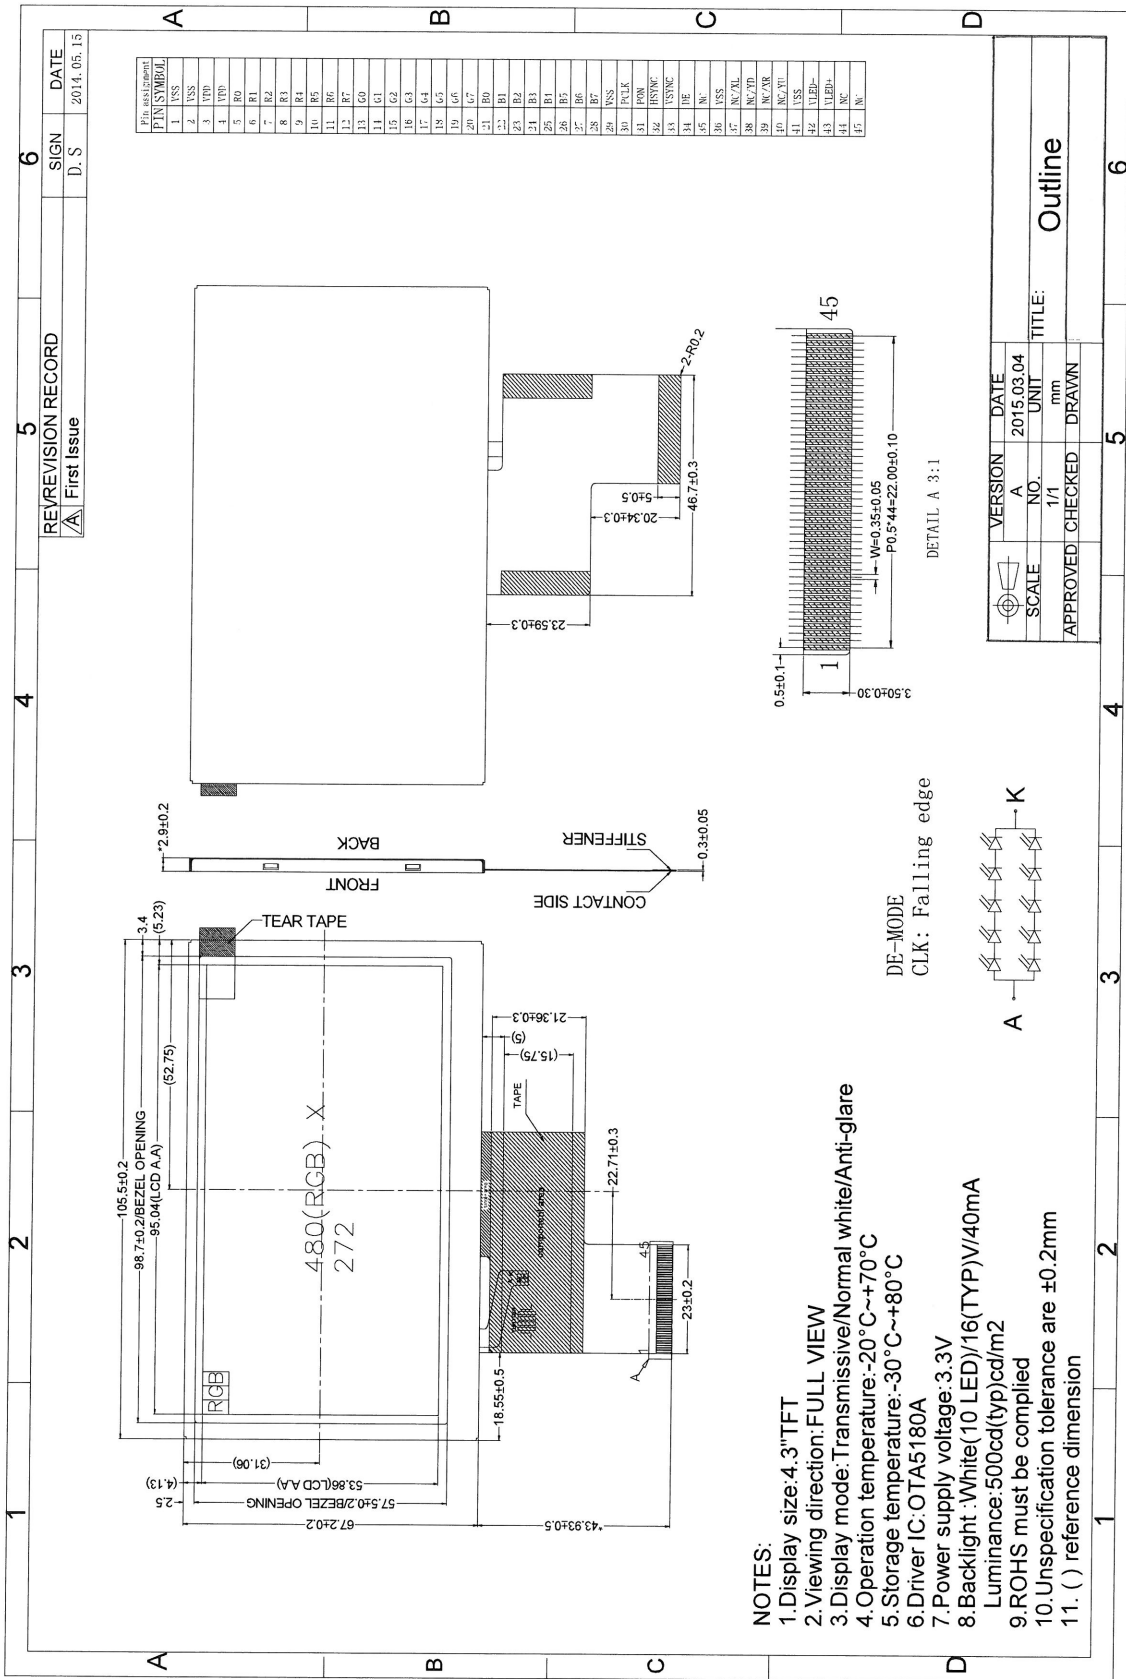 1
2
3
4
5
6
A
B
C
D
REVREVISION RECORD
SIGN
DATE
A First Issue
D. S
2014. 05. 15
105.5±0.2
98.7±0.2/BEZEL OPENING
95.04(LCD A.A)
(52.75)
3.4
(5.23)
TEAR TAPE
RGB
480(RGB) X
272
(31.06)
(4.13)
2.5
53.86(LCD A.A)
57.5±0.2/BEZEL OPENING
67.2±0.2
*43.93±0.5
18.55±0.5
component area
TAPE
(5)
(15.75)
21.36±0.3
22.71±0.3
45
A
23±0.2
*2.9±0.2
FRONT
BACK
CONTACT SIDE
STIFFENER
0.3±0.05
23.59±0.3
20.34±0.3
5±0.5
46.7±0.3
2-R0.2
Pin assignment
PIN SYMBOL
1 VSS
2 VSS
3 VDD
4 VDD
5 R0
6 R1
7 R2
8 R3
9 R4
10 R5
11 R6
12 R7
13 G0
14 G1
15 G2
16 G3
17 G4
18 G5
19 G6
20 G7
21 B0
22 B1
23 B2
24 B3
25 B4
26 B5
27 B6
28 B7
29 VSS
30 PCLK
31 PON
32 HSYNC
33 VSYNC
34 DE
35 NC
36 VSS
37 NC/XL
38 NC/YD
39 NC/XR
40 NC/YU
41 VSS
42 VLED-
43 VLED+
44 NC
45 NC
0.5±0.1
1
45
3.50±0.30
W=0.35±0.05
P0.5*44=22.00±0.10
DETAIL A 3:1
DE-MODE
CLK: Falling edge
A
K
NOTES:
1.Display size:4.3"TFT
2.Viewing direction:FULL VIEW
3.Display mode:Transmissive/Normal white/Anti-glare
4.Operation temperature:-20°C~+70°C
5.Storage temperature:-30°C~+80°C
6.Driver IC:OTA5180A
7.Power supply voltage:3.3V
8.Backlight :White(10 LED)/16(TYP)V/40mA
Luminance:500cd(typ)cd/m2
9.ROHS must be complied
10.Unspecification tolerance are ±0.2mm
11. ( ) reference dimension
VERSION
DATE
A
2015.03.04
SCALE
NO.
UNIT
TITLE:
1/1
mm
Outline
APPROVED
CHECKED
DRAWN
A
B
C
D
1
2
3
4
5
6